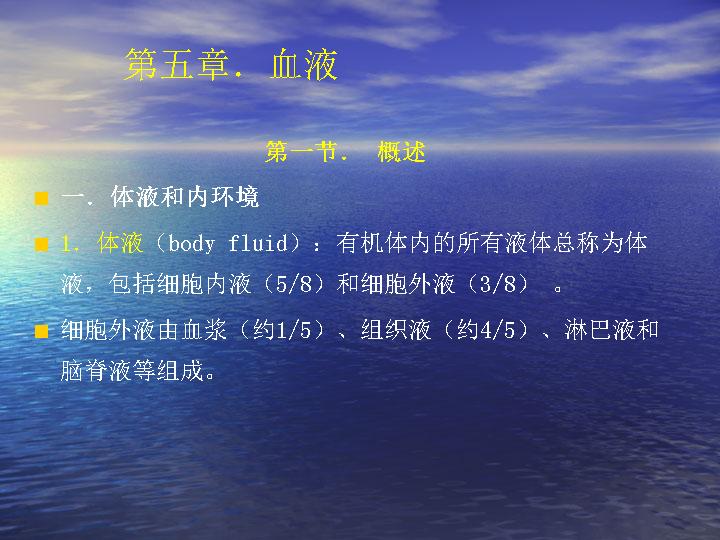 第五章．血液
第一节． 概述
一．体液和内环境
1．体液（body fluid）：有机体内的所有液体总称为体
液，包括细胞内液（5/8）和细胞外液（3/8） 。
细胞外液由血浆（约1/5）、组织液（约4/5）、淋巴液和
脑脊液等组成。